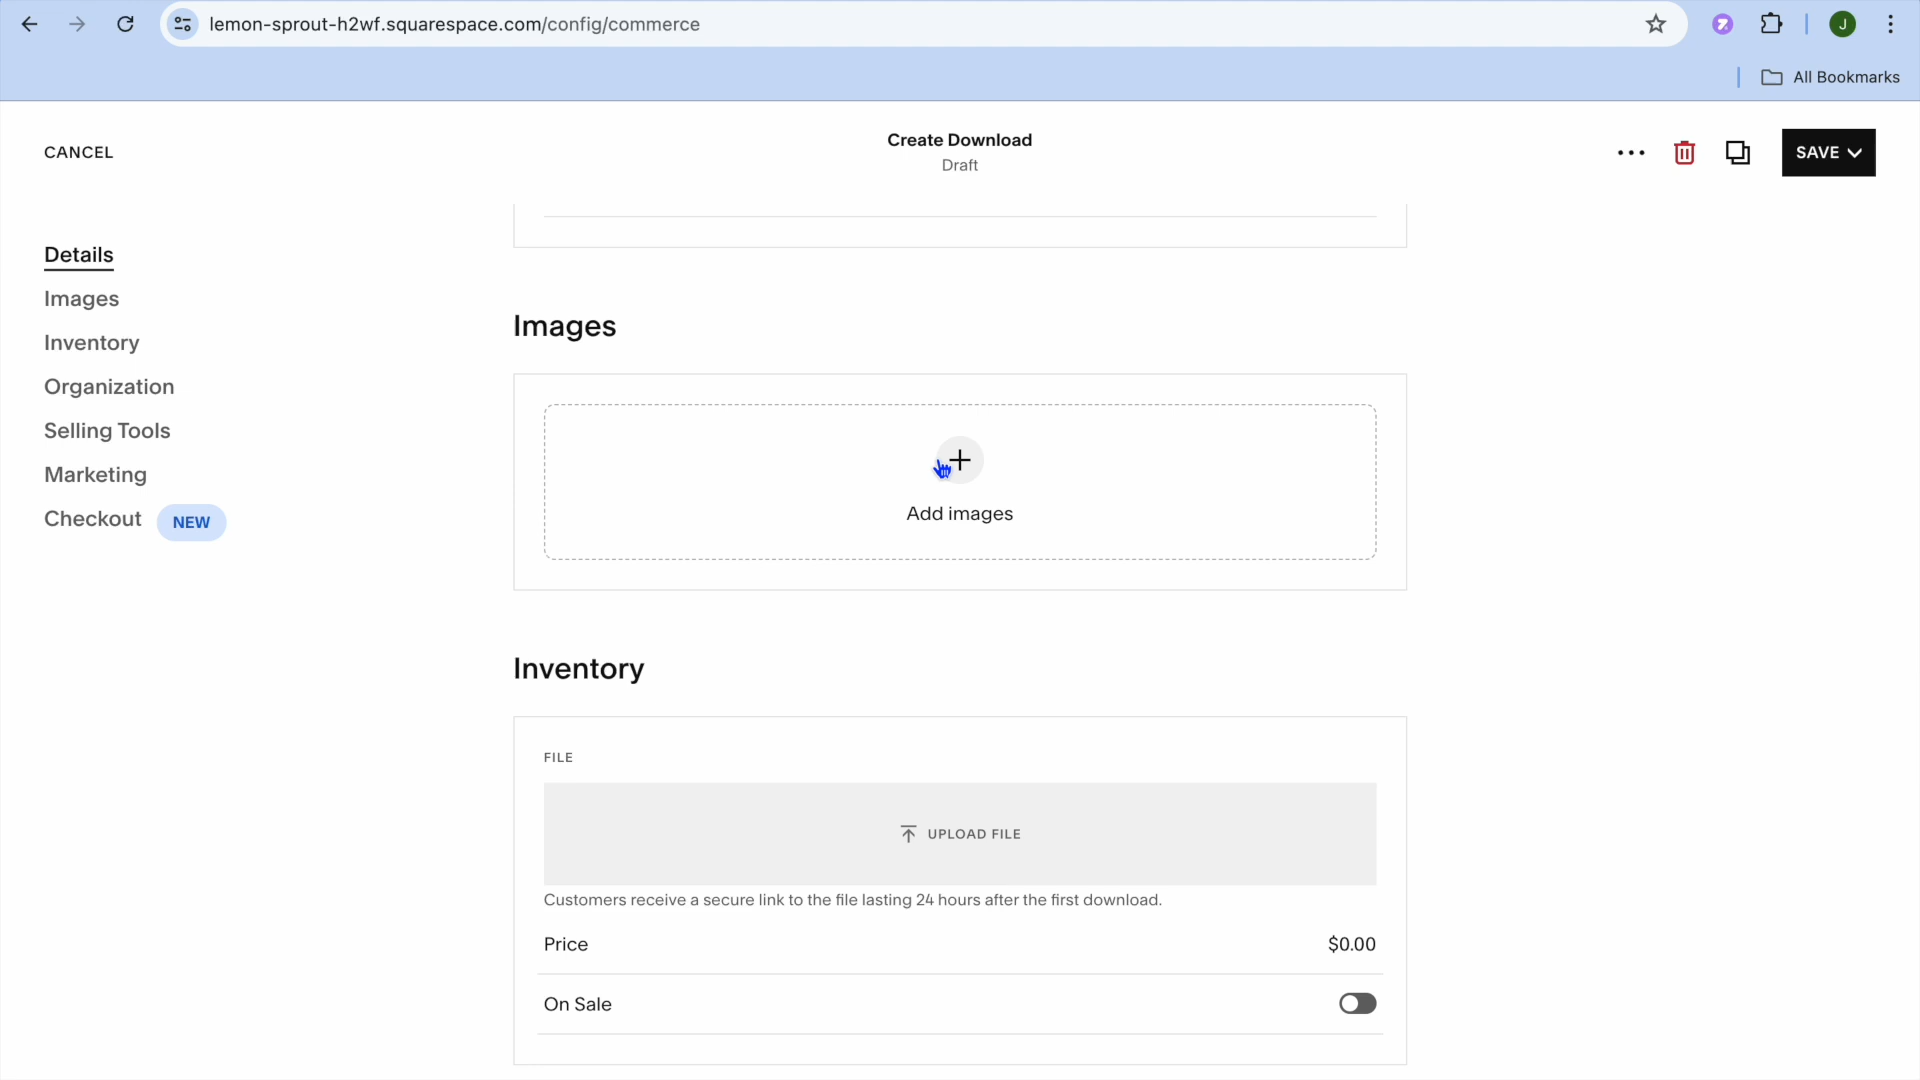 lemon-sprout-h2wf.squarespace.com/config/commerce
J
All Bookmarks
CANCEL
Create Download
Draft
SAVE
Details
Images
Inventory
Organization
Selling Tools
Marketing
Checkout NEW
Images
Add images
Inventory
FILE
UPLOAD FILE
Customers receive a secure link to the file lasting 24 hours after the first download.
Price $0.00
On Sale